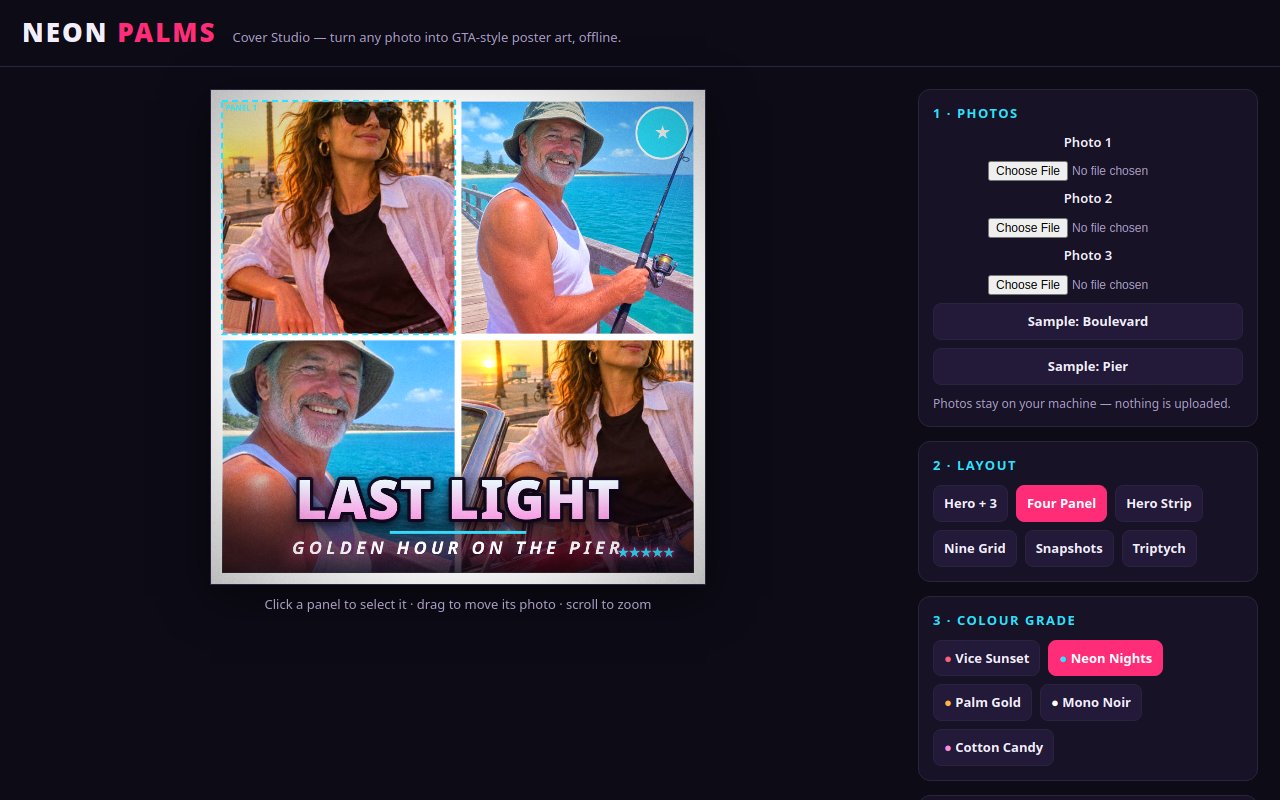 NEON PALMS Cover Studio — turn any photo into GTA-style poster art, offline.
PANEL 1
LAST LIGHT
GOLDEN HOUR ON THE PIER
Click a panel to select it · drag to move its photo · scroll to zoom
1 · PHOTOS
Photo 1
Choose File No file chosen
Photo 2
Choose File No file chosen
Photo 3
Choose File No file chosen
Sample: Boulevard
Sample: Pier
Photos stay on your machine — nothing is uploaded.
2 · LAYOUT
Hero + 3 Four Panel Hero Strip
Nine Grid Snapshots Triptych
3 · COLOUR GRADE
Vice Sunset Neon Nights
Palm Gold Mono Noir
Cotton Candy